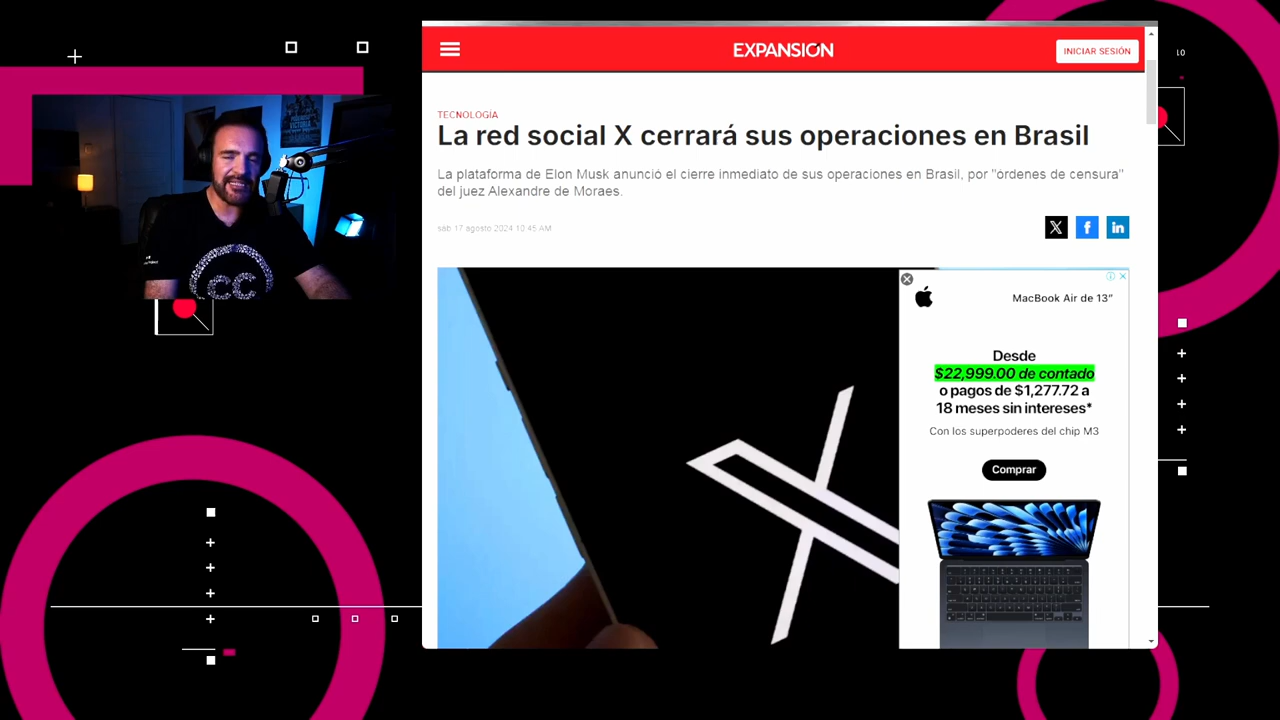 EXPANSIÓN
INICIAR SESIÓN
TECNOLOGÍA
La red social X cerrará sus operaciones en Brasil
La plataforma de Elon Musk anunció el cierre inmediato de sus operaciones en Brasil, por "órdenes de censura"
del juez Alexandre de Moraes.
sáb 17 agosto 2024 10:45 AM
MacBook Air de 13”
Desde
$22,999.00 de contado
o pagos de $1,277.72 a
18 meses sin intereses*
Con los superpoderes del chip M3
Comprar
cc
10